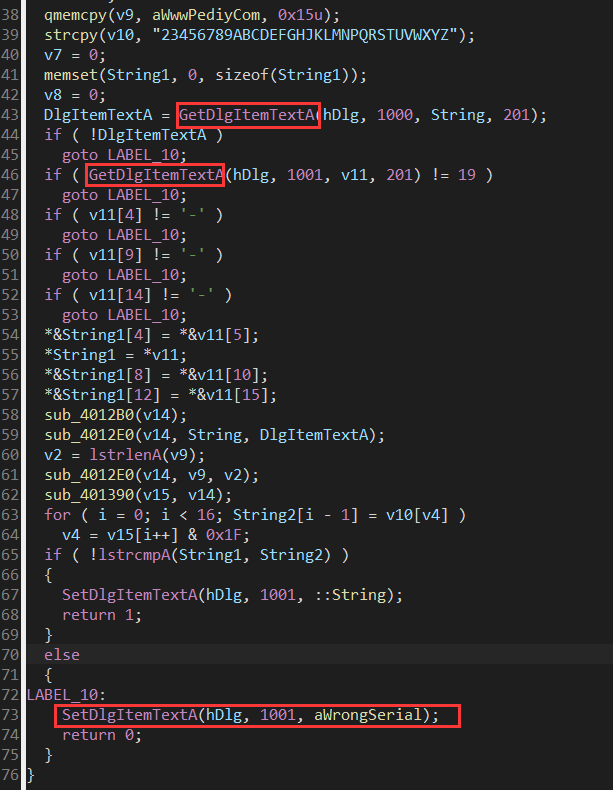 38 qmemcpy(v9, aWwwPediyCom, 0x15u);
39 strcpy(v10, "23456789ABCDEFGHJKLMNPQRSTUVWXYZ");
40 v7 = 0;
41 memset(String1, 0, sizeof(String1));
42 v8 = 0;
43 DlgItemTextA = GetDlgItemTextA(hDlg, 1000, String, 201);
44 if ( !DlgItemTextA )
45 goto LABEL_10;
46 if ( GetDlgItemTextA(hDlg, 1001, v11, 201) != 19 )
47 goto LABEL_10;
48 if ( v11[4] != '-' )
49 goto LABEL_10;
50 if ( v11[9] != '-' )
51 goto LABEL_10;
52 if ( v11[14] != '-' )
53 goto LABEL_10;
54 *&String1[4] = *&v11[5];
55 *String1 = *v11;
56 *&String1[8] = *&v11[10];
57 *&String1[12] = *&v11[15];
58 sub_4012B0(v14);
59 sub_4012E0(v14, String, DlgItemTextA);
60 v2 = lstrlenA(v9);
61 sub_4012E0(v14, v9, v2);
62 sub_401390(v15, v14);
63 for ( i = 0; i < 16; String2[i - 1] = v10[v4] )
64 v4 = v15[i++] & 0x1F;
65 if ( !lstrcmpA(String1, String2) )
66 {
67 SetDlgItemTextA(hDlg, 1001, ::String);
68 return 1;
69 }
70 else
71 {
72 LABEL_10:
73 SetDlgItemTextA(hDlg, 1001, aWrongSerial);
74 return 0;
75 }
76 }